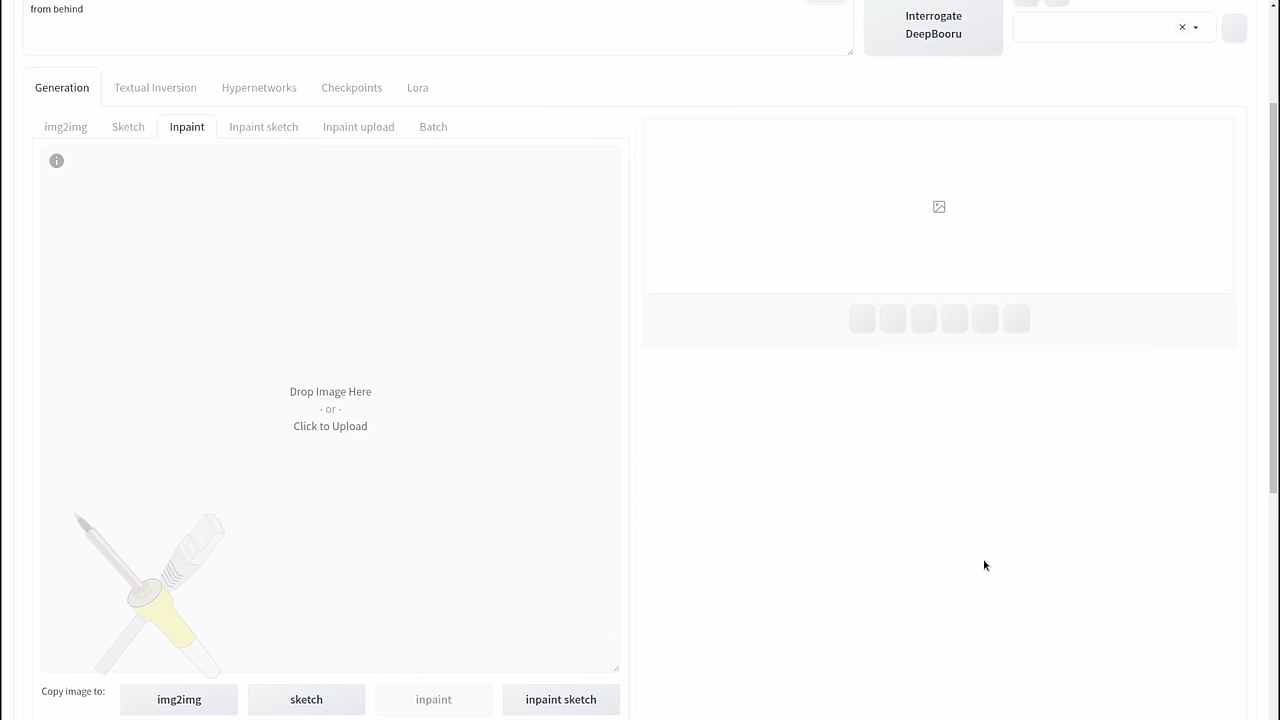 from behind
Interrogate
DeepBooru
Generation
Textual Inversion
Hypernetworks
Checkpoints
Lora
img2img
Sketch
Inpaint
Inpaint sketch
Inpaint upload
Batch
Drop Image Here
- or -
Click to Upload
Copy image to:
img2img
sketch
inpaint
inpaint sketch